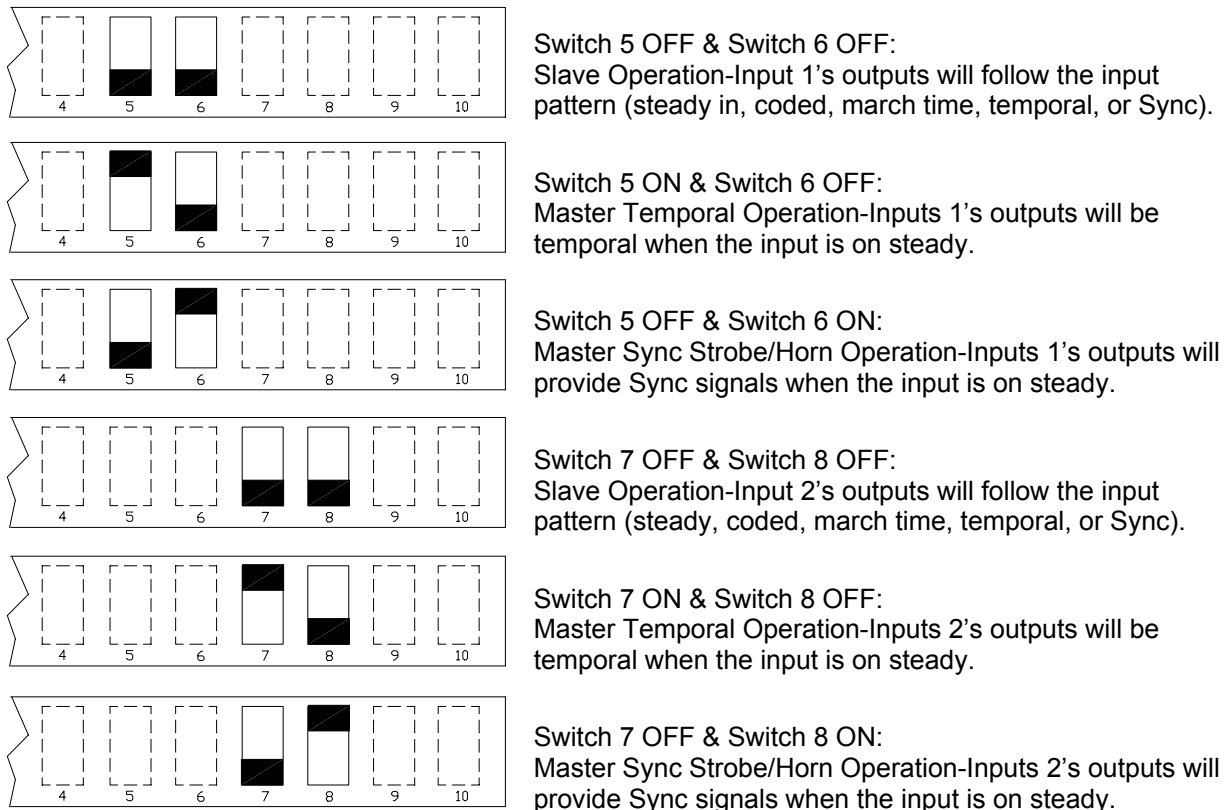 4 5 6 7 8 9 10
Switch 5 OFF & Switch 6 OFF:
Slave Operation-Input 1's outputs will follow the input
pattern (steady in, coded, march time, temporal, or Sync).
4 5 6 7 8 9 10
Switch 5 ON & Switch 6 OFF:
Master Temporal Operation-Inputs 1's outputs will be
temporal when the input is on steady.
4 5 6 7 8 9 10
Switch 5 OFF & Switch 6 ON:
Master Sync Strobe/Horn Operation-Inputs 1's outputs will
provide Sync signals when the input is on steady.
4 5 6 7 8 9 10
Switch 7 OFF & Switch 8 OFF:
Slave Operation-Input 2's outputs will follow the input
pattern (steady, coded, march time, temporal, or Sync).
4 5 6 7 8 9 10
Switch 7 ON & Switch 8 OFF:
Master Temporal Operation-Inputs 2's outputs will be
temporal when the input is on steady.
4 5 6 7 8 9 10
Switch 7 OFF & Switch 8 ON:
Master Sync Strobe/Horn Operation-Inputs 2's outputs will
provide Sync signals when the input is on steady.